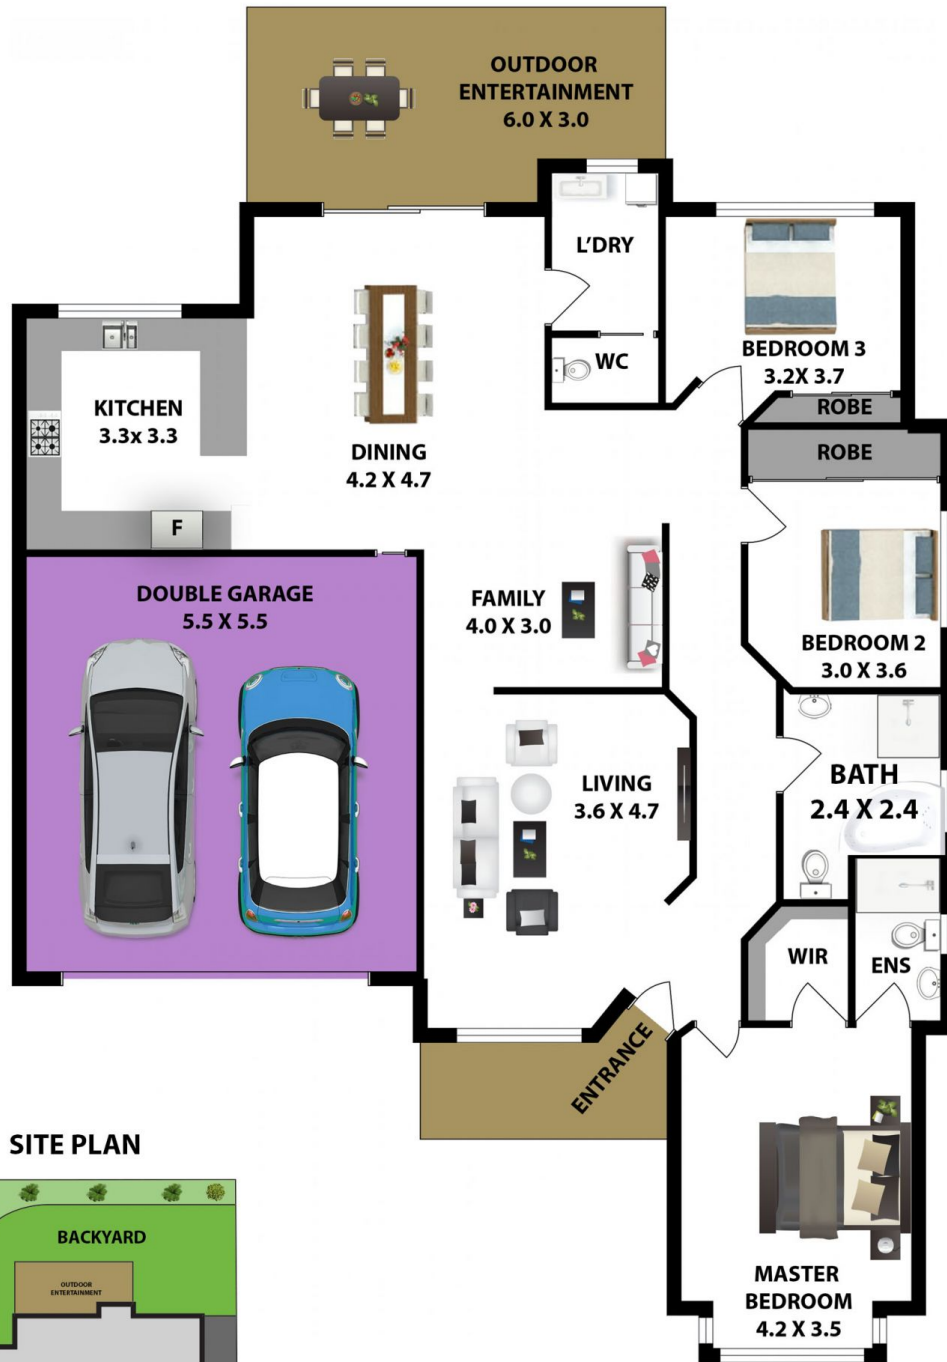 OUTDOOR
ENTERTAINMENT
6.0 X 3.0
L'DRY
WC
BEDROOM 3
3.2X 3.7
ROBE
ROBE
KITCHEN
3.3x 3.3
DINING
4.2 X 4.7
F
DOUBLE GARAGE
5.5 X 5.5
FAMILY
4.0 X 3.0
BEDROOM 2
3.0 X 3.6
LIVING
3.6 X 4.7
BATH
2.4 X 2.4
WIR
ENS
ENTRANCE
MASTER
BEDROOM
4.2 X 3.5
SITE PLAN
BACKYARD
OUTDOOR
ENTERTAINMENT